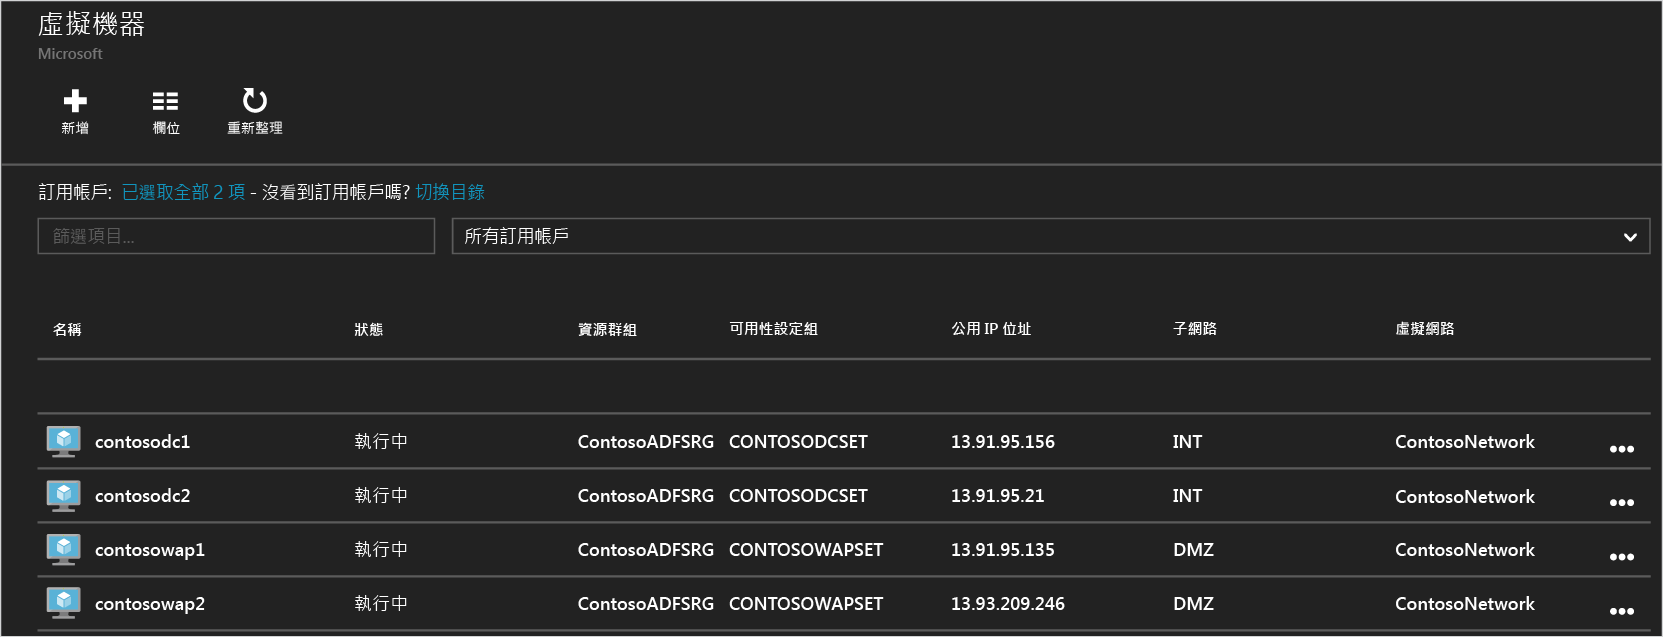 虛擬機器
Microsoft
新增 欄位 重新整理
訂用帳戶: 已選取全部 2 項 - 沒看到訂用帳戶嗎? 切換目錄
篩選項目... 所有訂用帳戶
名稱 狀態 資源群組 可用性設定組 公用 IP 位址 子網路 虛擬網路
contosodc1 執行中 ContosoADFSRG CONTOSODCSET 13.91.95.156 INT ContosoNetwork
contosodc2 執行中 ContosoADFSRG CONTOSODCSET 13.91.95.21 INT ContosoNetwork
contosowap1 執行中 ContosoADFSRG CONTOSOWAPSET 13.91.95.135 DMZ ContosoNetwork
contosowap2 執行中 ContosoADFSRG CONTOSOWAPSET 13.93.209.246 DMZ ContosoNetwork